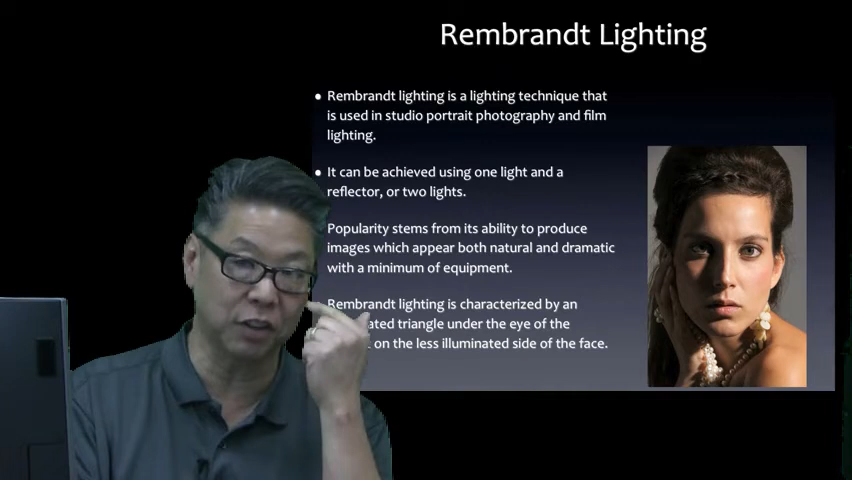 Rembrandt Lighting
• Rembrandt lighting is a lighting technique that
is used in studio portrait photography and film
lighting.
• It can be achieved using one light and a
reflector, or two lights.
Popularity stems from its ability to produce
images which appear both natural and dramatic
with a minimum of equipment.
Rembrandt lighting is characterized by an
triangle under the eye of the
on the less illuminated side of the face.